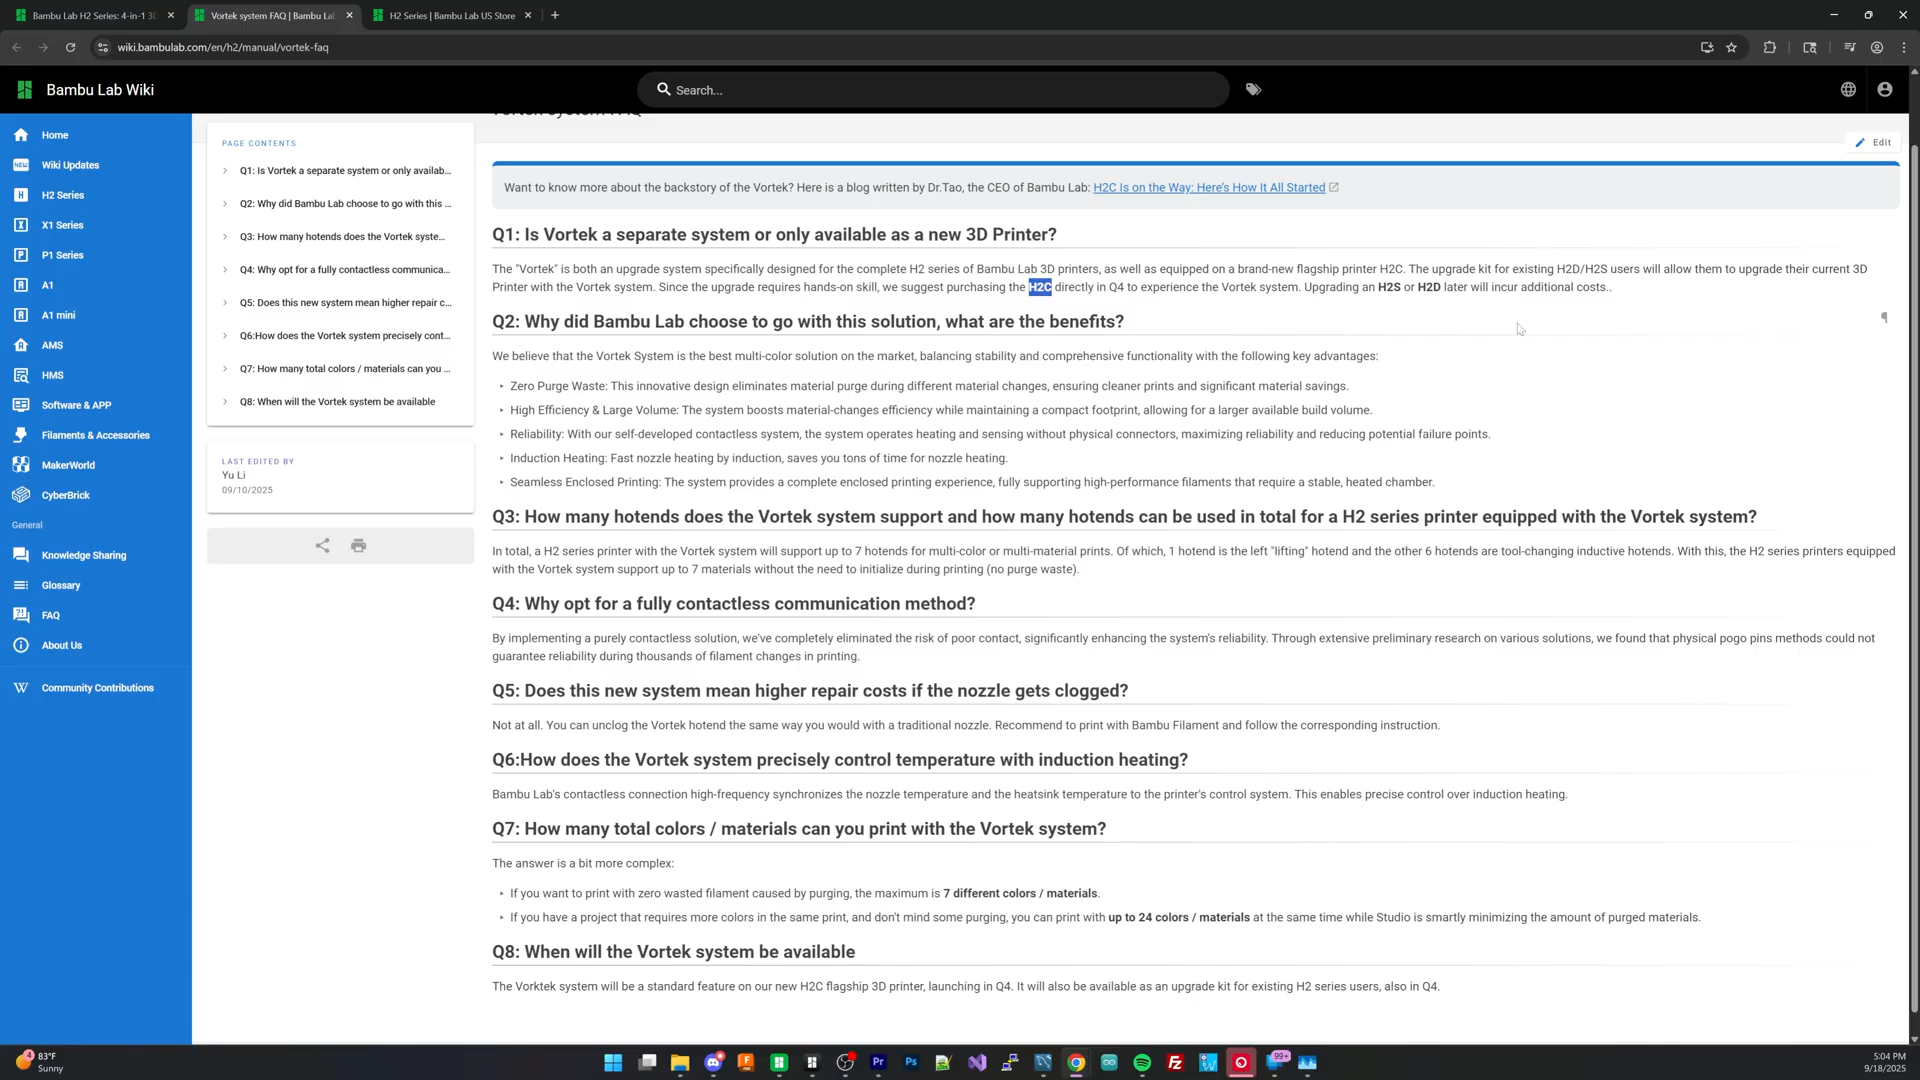 Bambu Lab H2 Series: 4-in-1 3D
Vortek system FAQ | Bambu La
H2 Series | Bambu Lab US Store
wiki.bambulab.com/en/h2/manual/vortek-faq
Bambu Lab Wiki
Search...
Home
Wiki Updates
H2 Series
X1 Series
P1 Series
A1
A1 mini
AMS
HMS
Software & APP
Filaments & Accessories
MakerWorld
CyberBrick
General
Knowledge Sharing
Glossary
FAQ
About Us
Community Contributions
PAGE CONTENTS
Q1: Is Vortek a separate system or only availab...
Q2: Why did Bambu Lab choose to go with this ...
Q3: How many hotends does the Vortek syste...
Q4: Why opt for a fully contactless communica...
Q5: Does this new system mean higher repair c...
Q6:How does the Vortek system precisely cont...
Q7: How many total colors / materials can you ...
Q8: When will the Vortek system be available
LAST EDITED BY
Yu Li
09/10/2025
Vortek system FAQ
Edit
Want to know more about the backstory of the Vortek? Here is a blog written by Dr.Tao, the CEO of Bambu Lab: H2C Is on the Way: Here's How It All Started
Q1: Is Vortek a separate system or only available as a new 3D Printer?
The "Vortek" is both an upgrade system specifically designed for the complete H2 series of Bambu Lab 3D printers, as well as equipped on a brand-new flagship printer H2C. The upgrade kit for existing H2D/H2S users will allow them to upgrade their current 3D
Printer with the Vortek system. Since the upgrade requires hands-on skill, we suggest purchasing the H2C directly in Q4 to experience the Vortek system. Upgrading an H2S or H2D later will incur additional costs..
Q2: Why did Bambu Lab choose to go with this solution, what are the benefits?
¶
We believe that the Vortek System is the best multi-color solution on the market, balancing stability and comprehensive functionality with the following key advantages:
Zero Purge Waste: This innovative design eliminates material purge during different material changes, ensuring cleaner prints and significant material savings.
High Efficiency & Large Volume: The system boosts material-changes efficiency while maintaining a compact footprint, allowing for a larger available build volume.
Reliability: With our self-developed contactless system, the system operates heating and sensing without physical connectors, maximizing reliability and reducing potential failure points.
Induction Heating: Fast nozzle heating by induction, saves you tons of time for nozzle heating.
Seamless Enclosed Printing: The system provides a complete enclosed printing experience, fully supporting high-performance filaments that require a stable, heated chamber.
Q3: How many hotends does the Vortek system support and how many hotends can be used in total for a H2 series printer equipped with the Vortek system?
In total, a H2 series printer with the Vortek system will support up to 7 hotends for multi-color or multi-material prints. Of which, 1 hotend is the left "lifting" hotend and the other 6 hotends are tool-changing inductive hotends. With this, the H2 series printers equipped
with the Vortek system support up to 7 materials without the need to initialize during printing (no purge waste).
Q4: Why opt for a fully contactless communication method?
By implementing a purely contactless solution, we've completely eliminated the risk of poor contact, significantly enhancing the system's reliability. Through extensive preliminary research on various solutions, we found that physical pogo pins methods could not
guarantee reliability during thousands of filament changes in printing.
Q5: Does this new system mean higher repair costs if the nozzle gets clogged?
Not at all. You can unclog the Vortek hotend the same way you would with a traditional nozzle. Recommend to print with Bambu Filament and follow the corresponding instruction.
Q6:How does the Vortek system precisely control temperature with induction heating?
Bambu Lab's contactless connection high-frequency synchronizes the nozzle temperature and the heatsink temperature to the printer's control system. This enables precise control over induction heating.
Q7: How many total colors / materials can you print with the Vortek system?
The answer is a bit more complex:
If you want to print with zero wasted filament caused by purging, the maximum is 7 different colors / materials.
If you have a project that requires more colors in the same print, and don't mind some purging, you can print with up to 24 colors / materials at the same time while Studio is smartly minimizing the amount of purged materials.
Q8: When will the Vortek system be available
The Vorktek system will be a standard feature on our new H2C flagship 3D printer, launching in Q4. It will also be available as an upgrade kit for existing H2 series users, also in Q4.
4
83°F
Sunny
Pr
Ps
99+
5:04 PM
9/18/2025